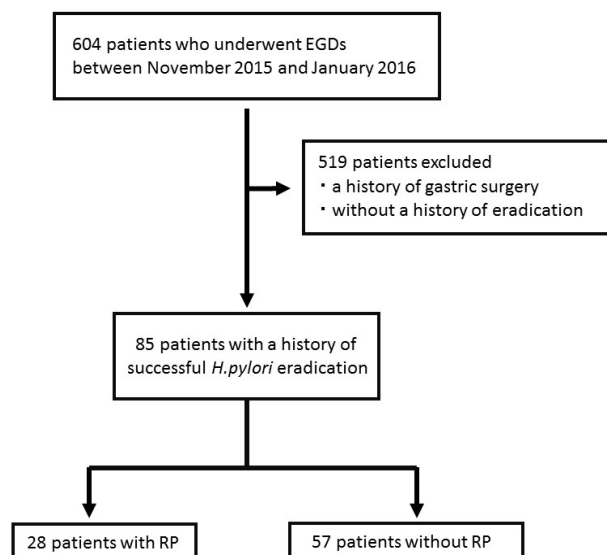 604 patients who underwent EGDs
between November 2015 and January 2016
519 patients excluded
・a history of gastric surgery
・without a history of eradication
85 patients with a history of
successful H.pylori eradication
28 patients with RP
57 patients without RP